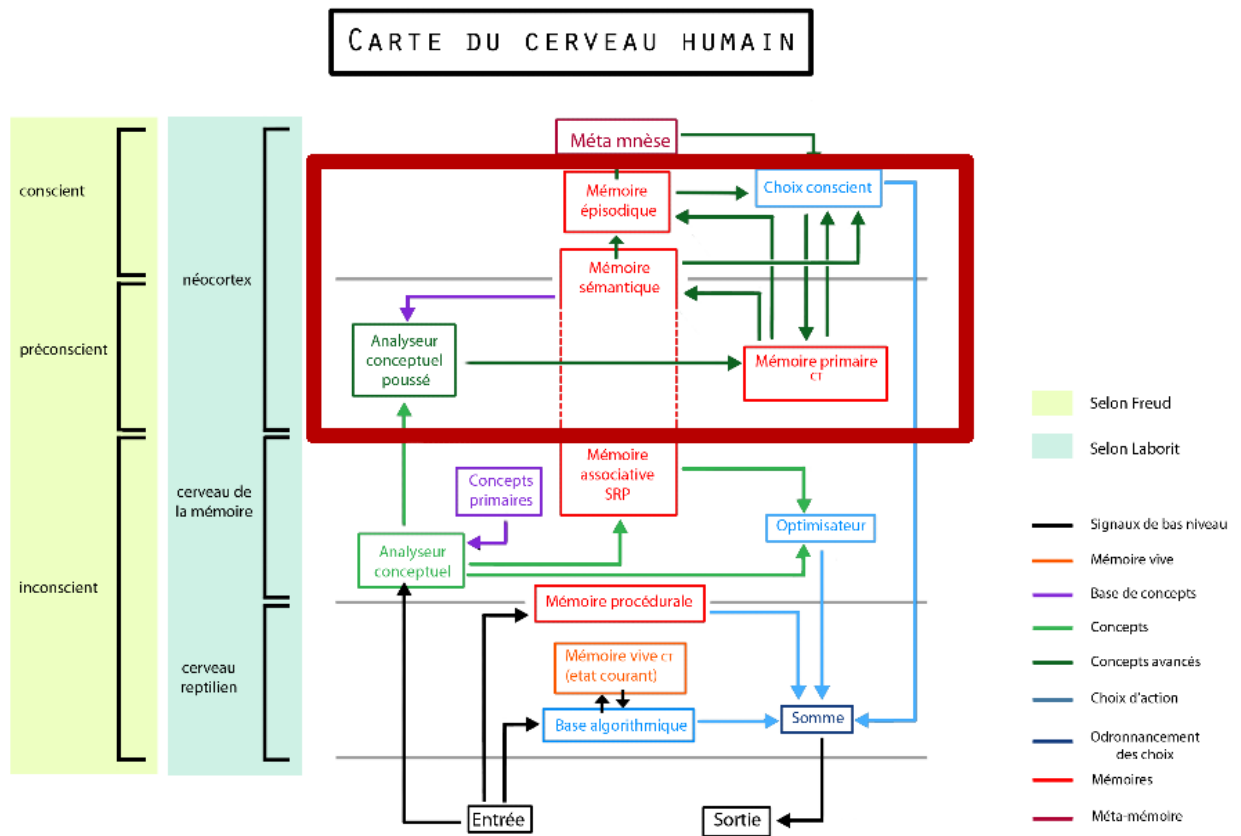 CARTE DU CERVEAU HUMAIN
conscient
préconscient
inconscient
néocortex
cerveau de
la mémoire
cerveau
reptilien
Méta mnèse
Mémoire
épisodique
Choix conscient
Mémoire
sémantique
Analyseur
conceptuel
poussé
Mémoire primaire
CT
Mémoire
associative
SRP
Concepts
primaires
Optimisateur
Analyseur
conceptuel
Mémoire procédurale
Mémoire vive CT
(etat courant)
Base algorithmique
Somme
Entrée
Sortie
Selon Freud
Selon Laborit
Signaux de bas niveau
Mémoire vive
Base de concepts
Concepts
Concepts avancés
Choix d'action
Odronnancement
des choix
Mémoires
Méta-mémoire